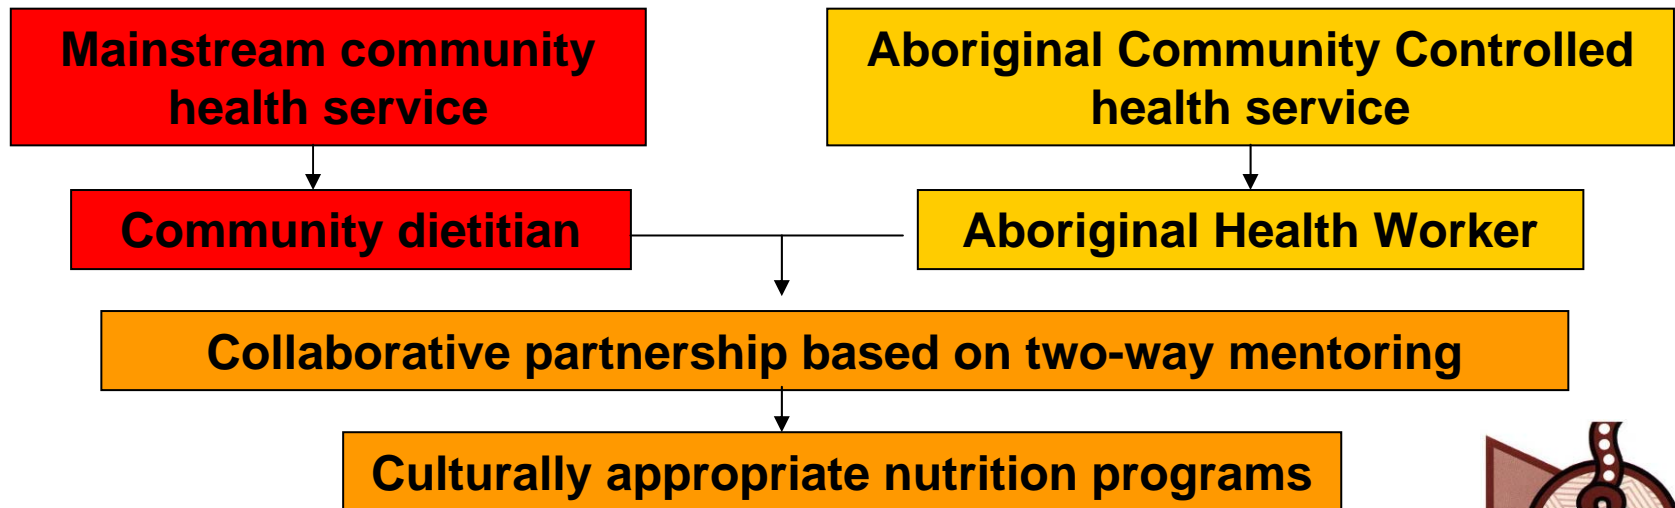 Mainstream community
health service
Aboriginal Community Controlled
health service
Community dietitian
Aboriginal Health Worker
Collaborative partnership based on two-way mentoring
Culturally appropriate nutrition programs